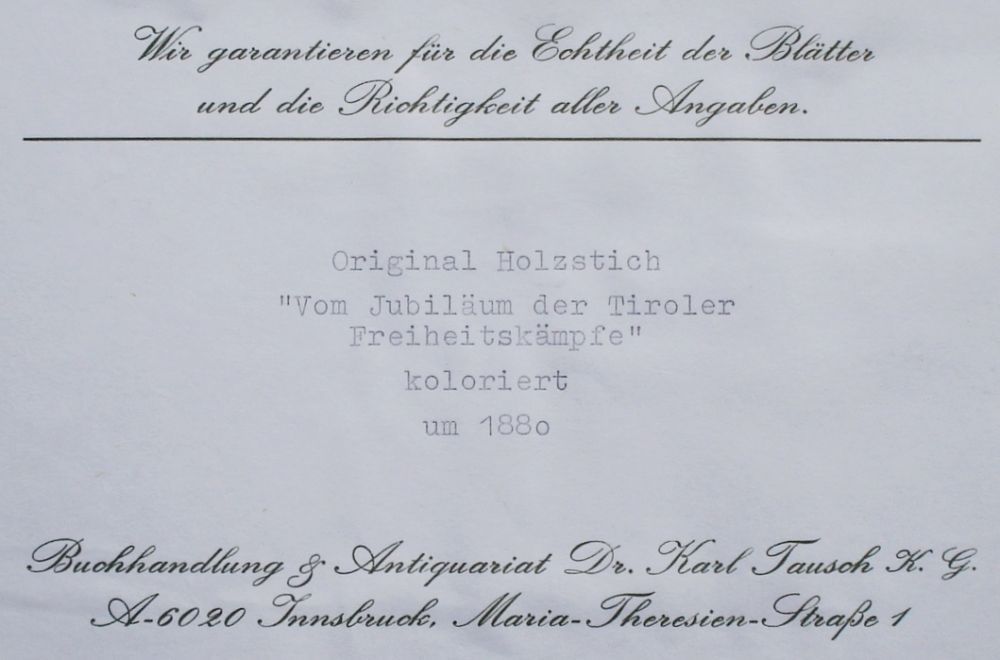 Wir garantieren für die Echtheit der Blätter
und die Richtigkeit aller Angaben.
Original Holzstich
"Vom Jubiläum der Tiroler
Freiheitskämpfe"
koloriert
um 188o
Buchhandlung & Antiquariat Dr. Karl Tausch K. G.
A-6020 Innsbruck, Maria-Theresien-Straße 1